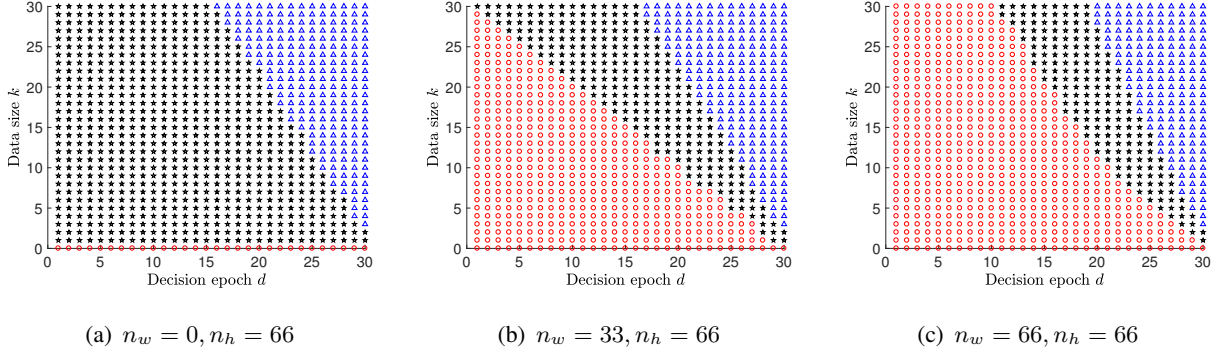 30
25
20
15
10
5
0
Data size k
0 5 10 15 20 25 30
Decision epoch d
(a) n_w = 0, n_h = 66
30
25
20
15
10
5
0
Data size k
0 5 10 15 20 25 30
Decision epoch d
(b) n_w = 33, n_h = 66
30
25
20
15
10
5
0
Data size k
0 5 10 15 20 25 30
Decision epoch d
(c) n_w = 66, n_h = 66